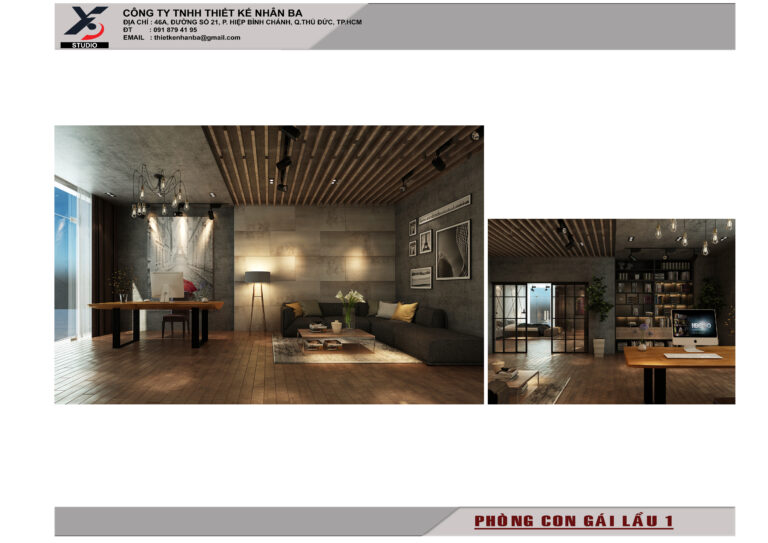 CÔNG TY TNHH THIẾT KẾ NHÂN BA
ĐỊA CHỈ : 46A, ĐƯỜNG SỐ 21, P. HIỆP BÌNH CHÁNH, Q.THỦ ĐỨC, TP.HCM
ĐT : 091 879 41 95
EMAIL : thietkenhanba@gmail.com
STUDIO
PHÒNG CON GÁI LẦU 1